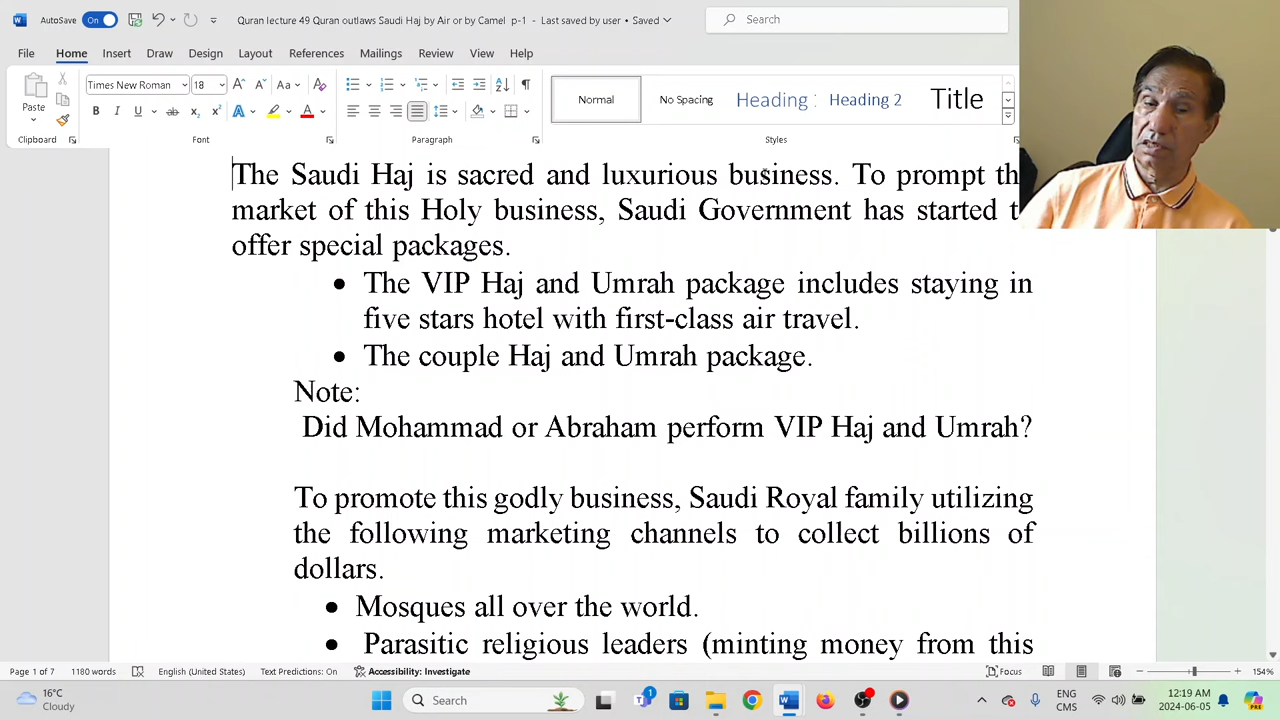 AutoSave On Quran lecture 49 Quran outlaws Saudi Haj by Air or by Camel p-1 - Last saved by user • Saved Search
File Home Insert Draw Design Layout References Mailings Review View Help
Paste Times New Roman 18 Normal No Spacing Heading Heading 2 Title
Clipboard Font Paragraph Styles
The Saudi Haj is sacred and luxurious business. To prompt th
market of this Holy business, Saudi Government has started t
offer special packages.
• The VIP Haj and Umrah package includes staying in
five stars hotel with first-class air travel.
• The couple Haj and Umrah package.
Note:
Did Mohammad or Abraham perform VIP Haj and Umrah?
To promote this godly business, Saudi Royal family utilizing
the following marketing channels to collect billions of
dollars.
• Mosques all over the world.
• Parasitic religious leaders (minting money from this
Page 1 of 7 1180 words English (United States) Text Predictions: On Accessibility: Investigate Focus 154%
16°C Search ENG 12:19 AM
Cloudy CMS 2024-06-05